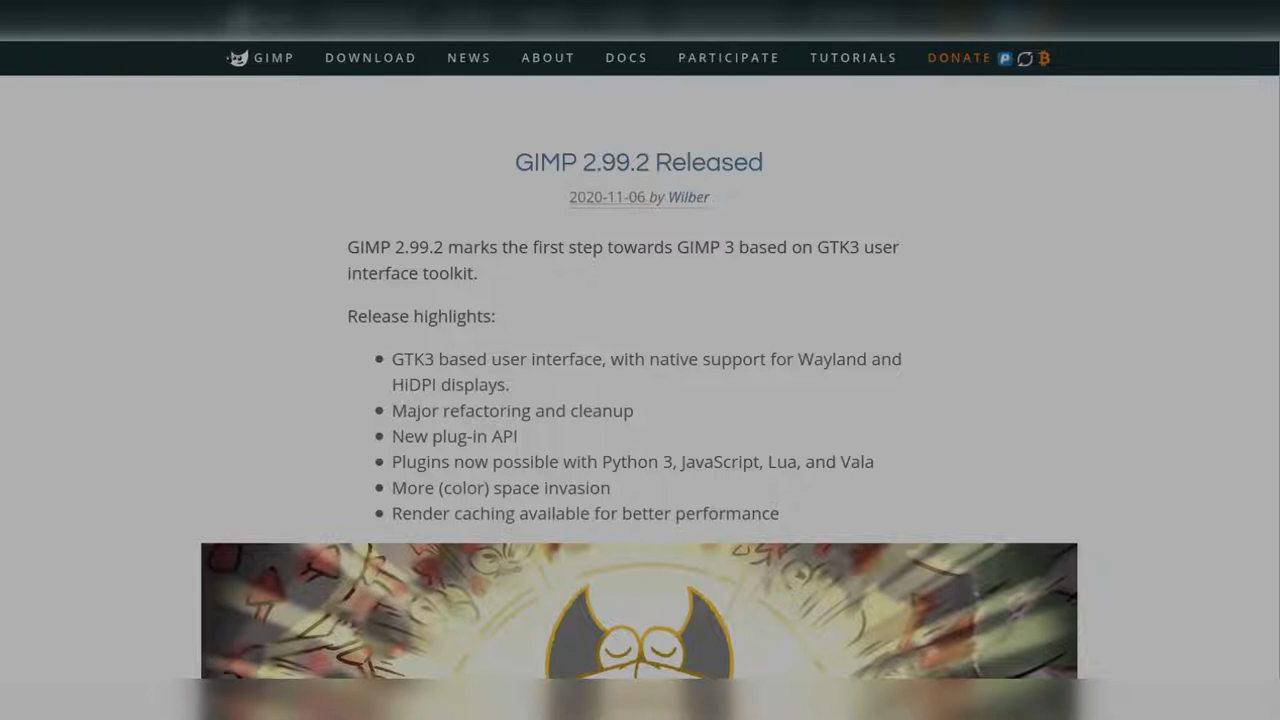 GIMP DOWNLOAD NEWS ABOUT DOCS PARTICIPATE TUTORIALS DONATE
GIMP 2.99.2 Released
2020-11-06 by Wilber
GIMP 2.99.2 marks the first step towards GIMP 3 based on GTK3 user
interface toolkit.
Release highlights:
GTK3 based user interface, with native support for Wayland and
HiDPI displays.
Major refactoring and cleanup
New plug-in API
Plugins now possible with Python 3, JavaScript, Lua, and Vala
More (color) space invasion
Render caching available for better performance